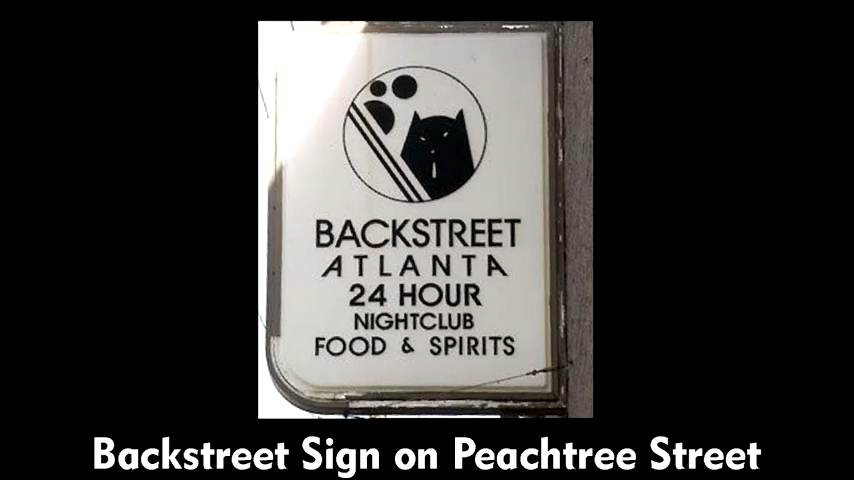 BACKSTREET
ATLANTA
24 HOUR
NIGHTCLUB
FOOD & SPIRITS
Backstreet Sign on Peachtree Street